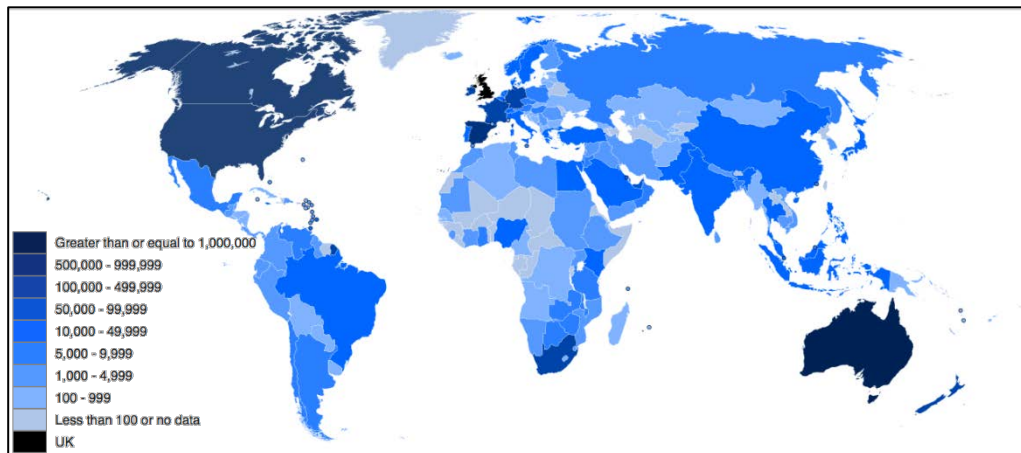 Greater than or equal to 1,000,000
500,000 - 999,999
100,000 - 499,999
50,000 - 99,999
10,000 - 49,999
5,000 - 9,999
1,000 - 4,999
100 - 999
Less than 100 or no data
UK